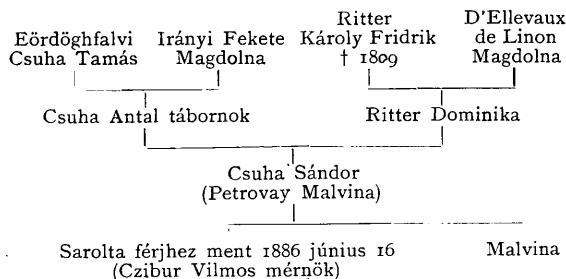 Eördöghfalvi Csuha Tamás
Irányi Fekete Magdolna
Ritter Károly Fridrik † 1809
D'Ellevaux de Linon Magdolna
Csuha Antal tábornok
Ritter Dominika
Csuha Sándor
(Petrovay Malvina)
Sarolta férjhez ment 1886 június 16
(Czibur Vilmos mérnök)
Malvina